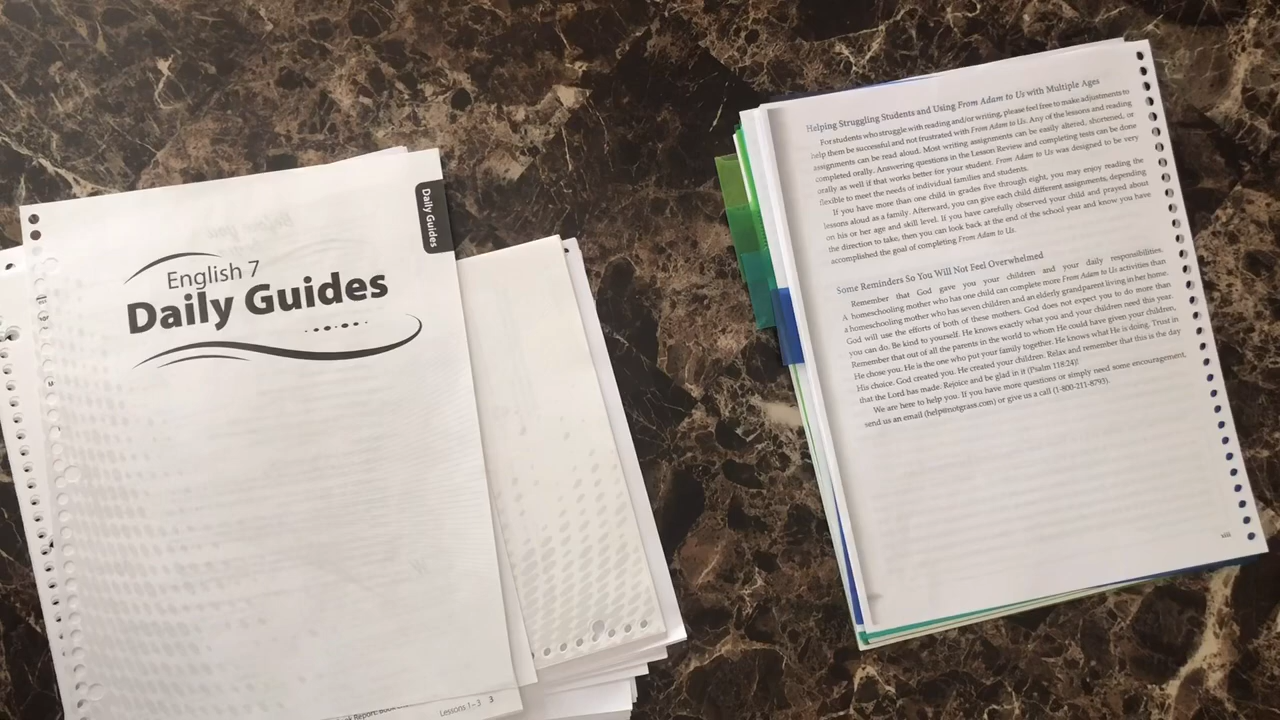 Daily Guides
English 7
Daily Guides
Lessons 1–3 3
Helping Struggling Students and Using From Adam to Us with Multiple Ages
For students who struggle with reading and/or writing, please feel free to make adjustments to
help them be successful and not frustrated with From Adam to Us. Any of the lessons and reading
assignments can be read aloud. Most writing assignments can be easily altered, shortened, or
completed orally. Answering questions in the Lesson Review and completing tests can be done
orally as well if that works better for your student. From Adam to Us was designed to be very
flexible to meet the needs of individual families and students.
If you have more than one child in grades five through eight, you may enjoy reading the
lessons aloud as a family. Afterward, you can give each child different assignments, depending
on his or her age and skill level. If you have carefully observed your child and prayed about
the direction to take, then you can look back at the end of the school year and know you have
accomplished the goal of completing From Adam to Us.
Some Reminders So You Will Not Feel Overwhelmed
Remember that God gave you your children and your daily responsibilities.
A homeschooling mother who has one child can complete more From Adam to Us activities than
a homeschooling mother who has seven children and an elderly grandparent living in her home.
God will use the efforts of both of these mothers. God does not expect you to do more than
you can do. Be kind to yourself. He knows exactly what you and your children need this year.
Remember that out of all the parents in the world to whom He could have given your children,
He chose you. He is the one who put your family together. He knows what He is doing. Trust in
His choice. God created you. He created your children. Relax and remember that this is the day
that the Lord has made. Rejoice and be glad in it (Psalm 118:24)!
We are here to help you. If you have more questions or simply need some encouragement,
send us an email (help@notgrass.com) or give us a call (1-800-211-8793).